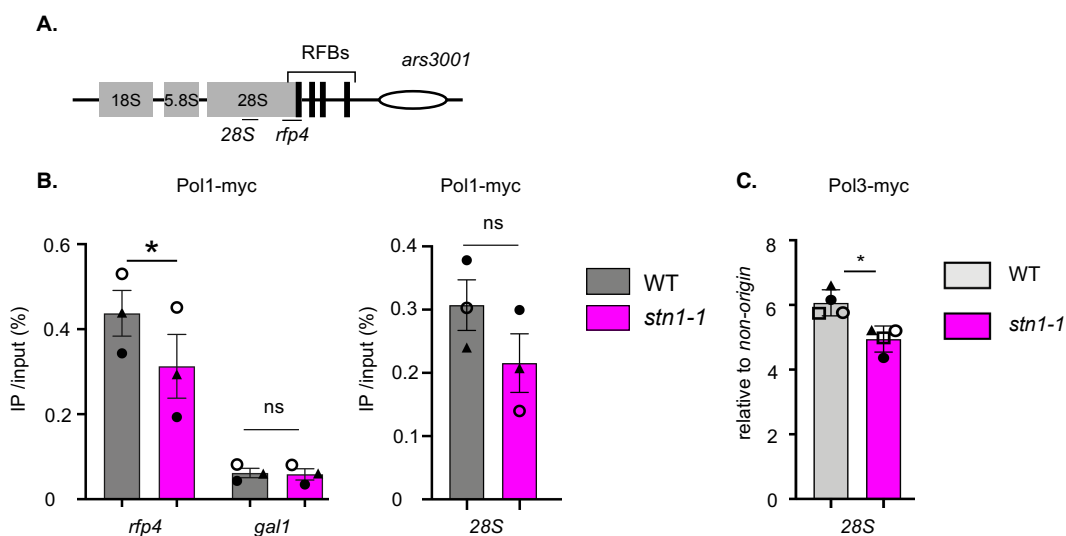 A.
RFBs
ars3001
18S 5.8S 28S
28S rfp4
B.
Pol1-myc
IP /input (%)
0.6
0.4
0.2
0
*
ns
rfp4 gal1
Pol1-myc
IP /input (%)
0.4
0.3
0.2
0.1
0
ns
28S
WT
stn1-1
C.
Pol3-myc
relative to non-origin
8
6
4
2
0
*
28S
WT
stn1-1